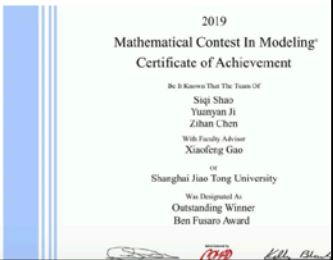 2019
Mathematical Contest In Modeling®
Certificate of Achievement
Be It Known That The Team Of
Siqi Shao
Yuanyan Ji
Zihan Chen
With Faculty Advisor
Xiaofeng Gao
Of
Shanghai Jiao Tong University
Was Designated As
Outstanding Winner
Ben Fusaro Award